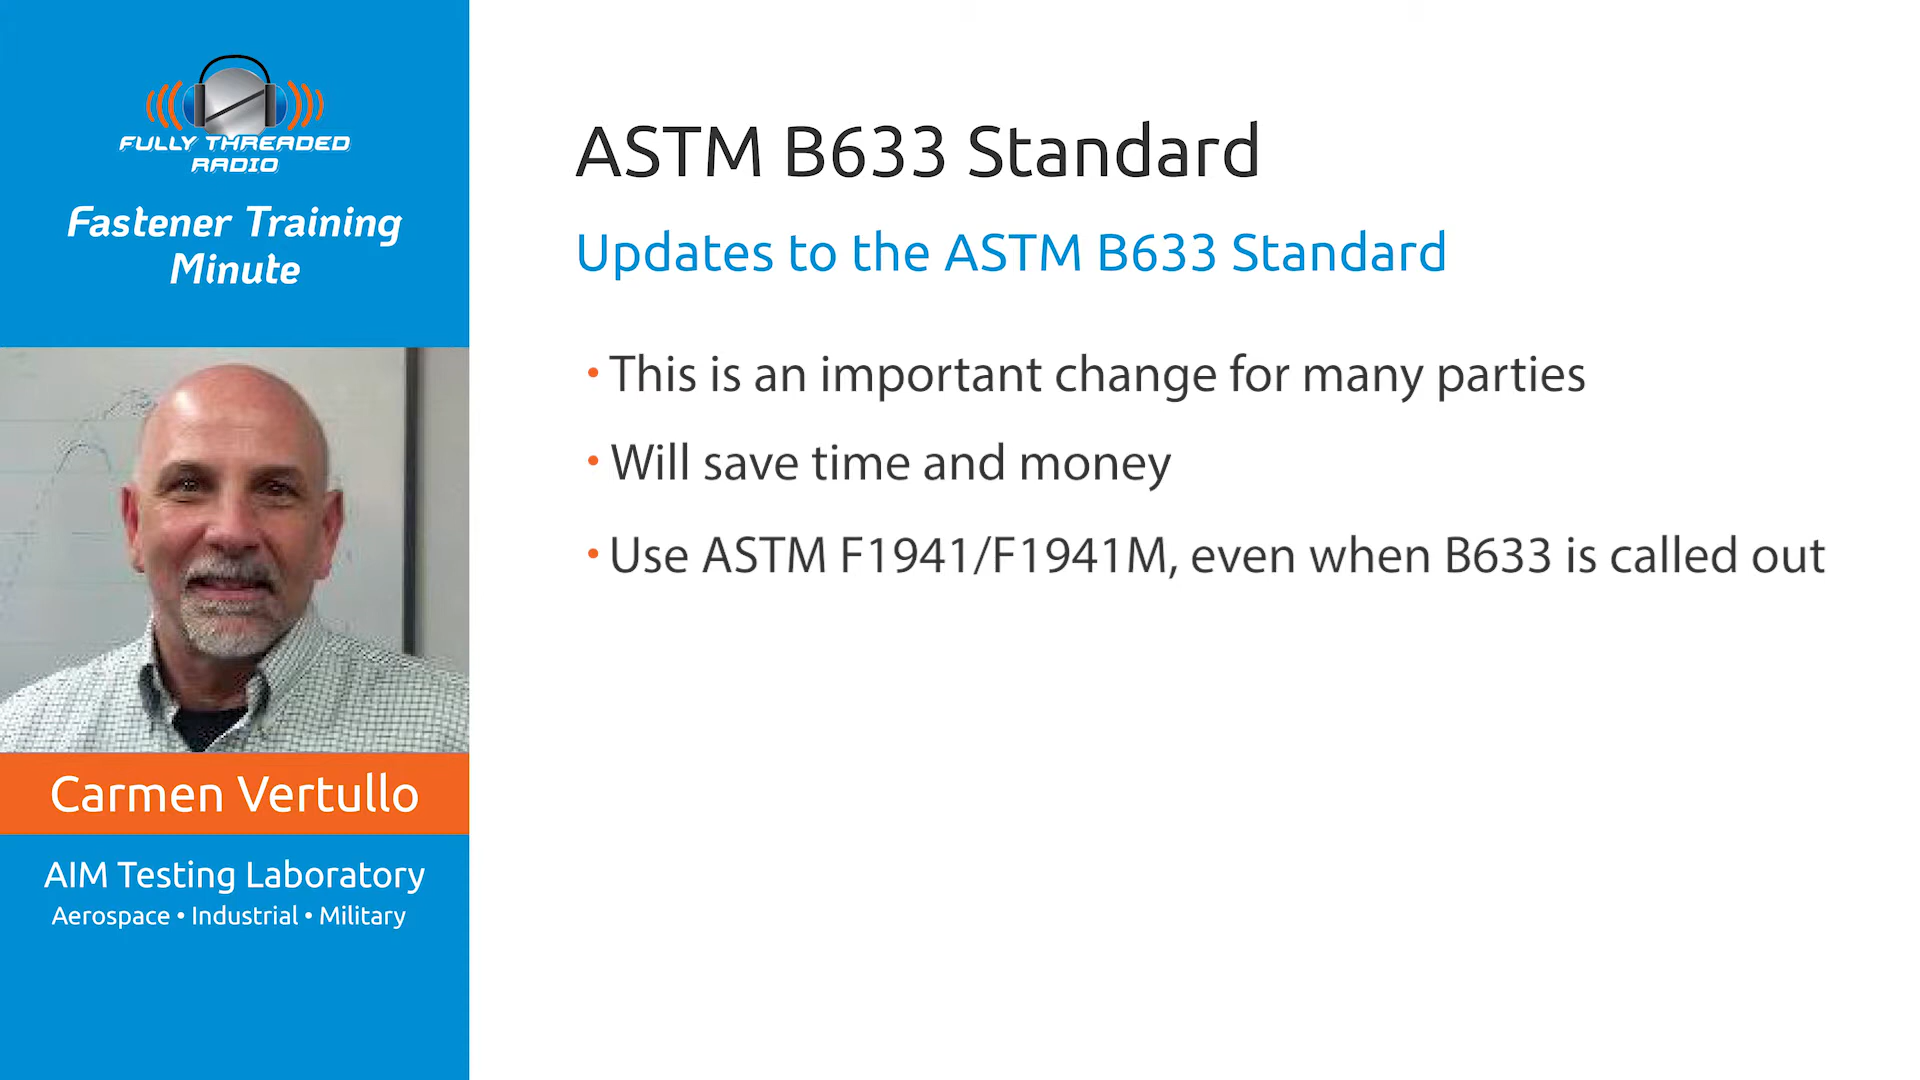 FULLY THREADED
RADIO
Fastener Training
Minute
Carmen Vertullo
AIM Testing Laboratory
Aerospace • Industrial • Military
ASTM B633 Standard
Updates to the ASTM B633 Standard
• This is an important change for many parties
• Will save time and money
• Use ASTM F1941/F1941M, even when B633 is called out